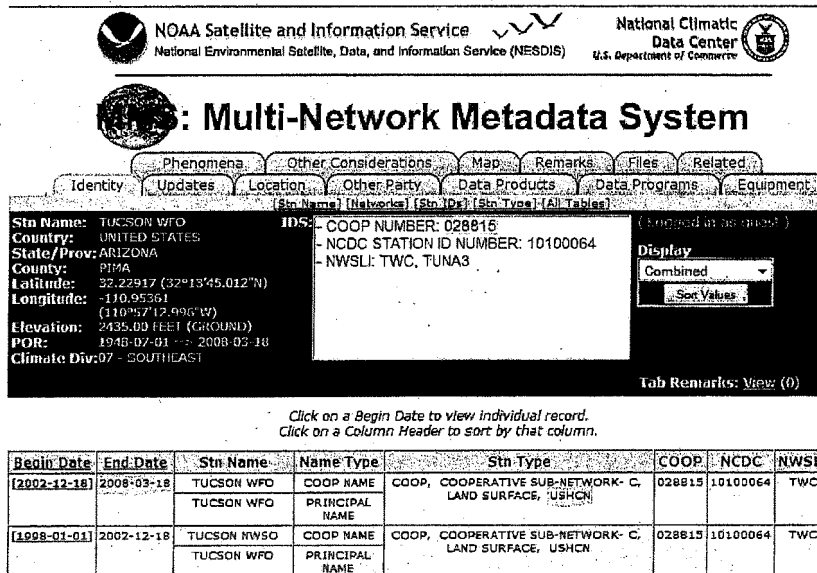 NOAA Satellite and Information Service
National Environmental Satellite, Data, and Information Service (NESDIS)
National Climatic
Data Center
U.S. Department of Commerce
MMS: Multi-Network Metadata System
Phenomena Other Considerations Map Remarks Files Related
Identity Updates Location Other Party Data Products Data Programs Equipment
[Stn Name] [Networks] [Stn IDs] [Stn Type] [All Tables]
Stn Name: TUCSON WFO
Country: UNITED STATES
State/Prov: ARIZONA
County: PIMA
Latitude: 32.22917 (32°13'45.012"N)
Longitude: -110.95361
(110°57'12.996"W)
Elevation: 2435.00 FEET (GROUND)
POR: 1948-07-01 --> 2008-03-18
Climate Div: 07 - SOUTHEAST
IDS:
- COOP NUMBER: 028815
- NCDC STATION ID NUMBER: 10100064
- NWSLI: TWC, TUNA3
(Logged in as guest)
Display
Combined
Sort Values
Tab Remarks: View (0)
Click on a Begin Date to view individual record.
Click on a Column Header to sort by that column.
Begin Date End Date Stn Name Name Type Stn Type COOP NCDC NWSL
[2002-12-18] 2008-03-18 TUCSON WFO COOP NAME COOP, COOPERATIVE SUB-NETWORK- C, 028815 10100064 TWC
LAND SURFACE, USHCN
TUCSON WFO PRINCIPAL
NAME
[1998-01-01] 2002-12-18 TUCSON NWSO COOP NAME COOP, COOPERATIVE SUB-NETWORK- C, 028815 10100064 TWC
LAND SURFACE, USHCN
TUCSON WFO PRINCIPAL
NAME